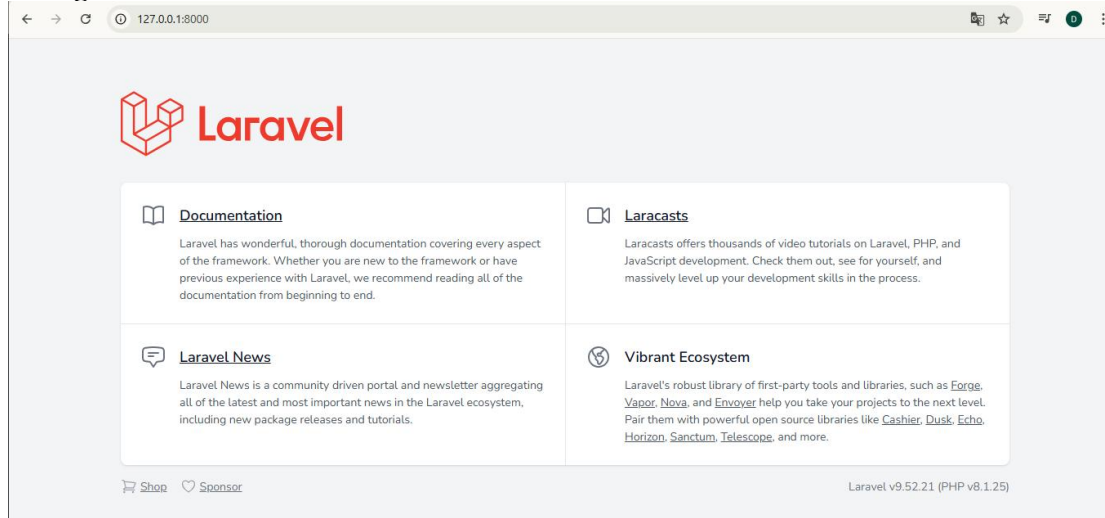 127.0.0.1:8000
D
Laravel
Documentation
Laravel has wonderful, thorough documentation covering every aspect
of the framework. Whether you are new to the framework or have
previous experience with Laravel, we recommend reading all of the
documentation from beginning to end.
Laracasts
Laracasts offers thousands of video tutorials on Laravel, PHP, and
JavaScript development. Check them out, see for yourself, and
massively level up your development skills in the process.
Laravel News
Laravel News is a community driven portal and newsletter aggregating
all of the latest and most important news in the Laravel ecosystem,
including new package releases and tutorials.
Vibrant Ecosystem
Laravel's robust library of first-party tools and libraries, such as Forge,
Vapor, Nova, and Envoyer help you take your projects to the next level.
Pair them with powerful open source libraries like Cashier, Dusk, Echo,
Horizon, Sanctum, Telescope, and more.
Shop
Sponsor
Laravel v9.52.21 (PHP v8.1.25)